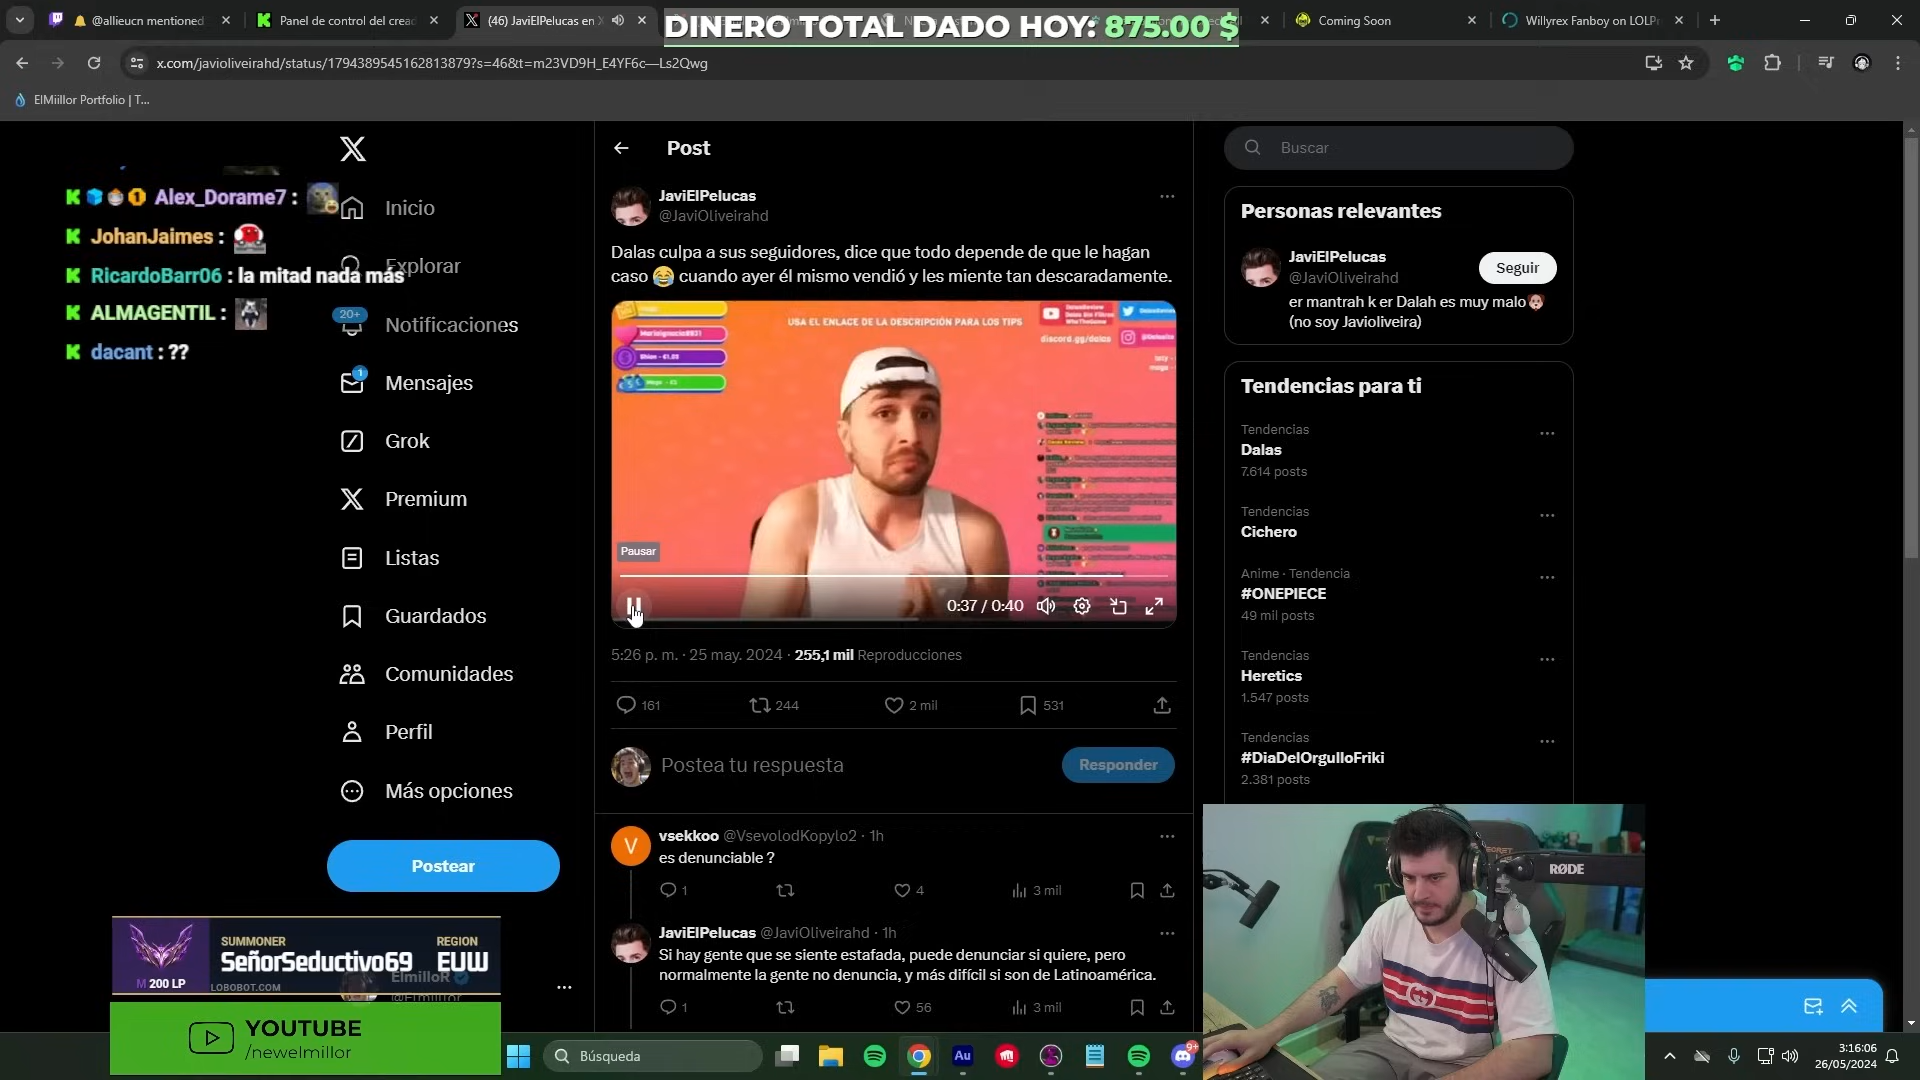 @allieucn mentioned
Panel de control del crea
(46) JaviElPelucas en X
DINERO TOTAL DADO HOY: 875.00 $
Coming Soon
Willyrex Fanboy on LOLPr
x.com/javioliveirahd/status/1794389545162813879?s=46&t=m23VD9H_E4YF6c—Ls2Qwg
ElMiillor Portfolio | T...
Alex_Dorame7 :
JohanJaimes :
RicardoBarr06 : la mitad nada más
ALMAGENTIL :
dacant : ??
Inicio
Explorar
20+
Notificaciones
1
Mensajes
Grok
Premium
Listas
Guardados
Comunidades
Perfil
Más opciones
Postear
ElmilloR
@Elmillor
SUMMONER
SeñorSeductivo69
REGION
EUW
M 200 LP
LOBOBOT.COM
YOUTUBE
/newelmillor
Post
JaviElPelucas
@JaviOliveirahd
Dalas culpa a sus seguidores, dice que todo depende de que le hagan
caso 😂 cuando ayer él mismo vendió y les miente tan descaradamente.
USA EL ENLACE DE LA DESCRIPCIÓN PARA LOS TIPS
discord.gg/dalas
Pausar
0:37 / 0:40
5:26 p. m. · 25 may. 2024 · 255,1 mil Reproducciones
161
244
2 mil
531
Postea tu respuesta
Responder
V
vsekkoo @VsevolodKopylo2 · 1h
es denunciable ?
1
4
3 mil
JaviElPelucas @JaviOliveirahd · 1h
Si hay gente que se siente estafada, puede denunciar si quiere, pero
normalmente la gente no denuncia, y más difícil si son de Latinoamérica.
1
56
3 mil
Buscar
Personas relevantes
JaviElPelucas
@JaviOliveirahd
Seguir
er mantrah k er Dalah es muy malo🐶
(no soy Javioliveira)
Tendencias para ti
Tendencias
Dalas
7.614 posts
Tendencias
Cichero
Anime · Tendencia
#ONEPIECE
49 mil posts
Tendencias
Heretics
1.547 posts
Tendencias
#DiaDelOrgulloFriki
2.381 posts
RØDE
Búsqueda
Au
9+
3:16:06
26/05/2024